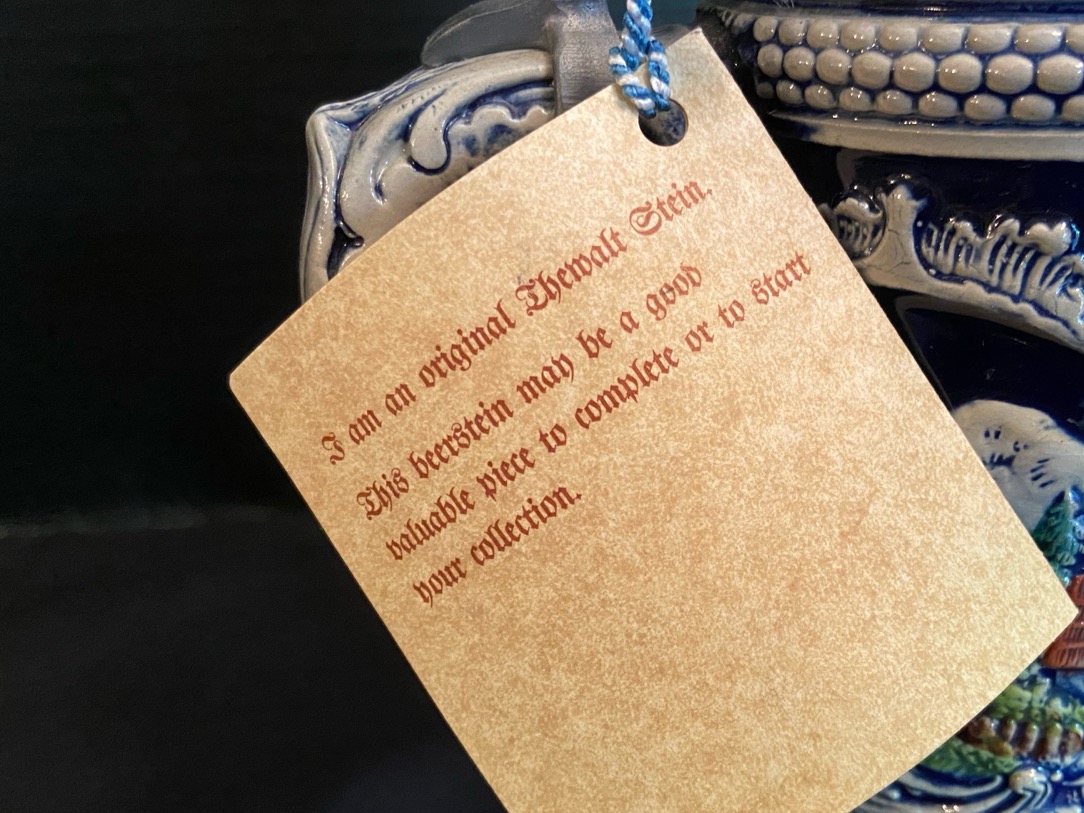 I am an original Thewalt Stein.
This beerstein may be a good
valuable piece to complete or to start
your collection.